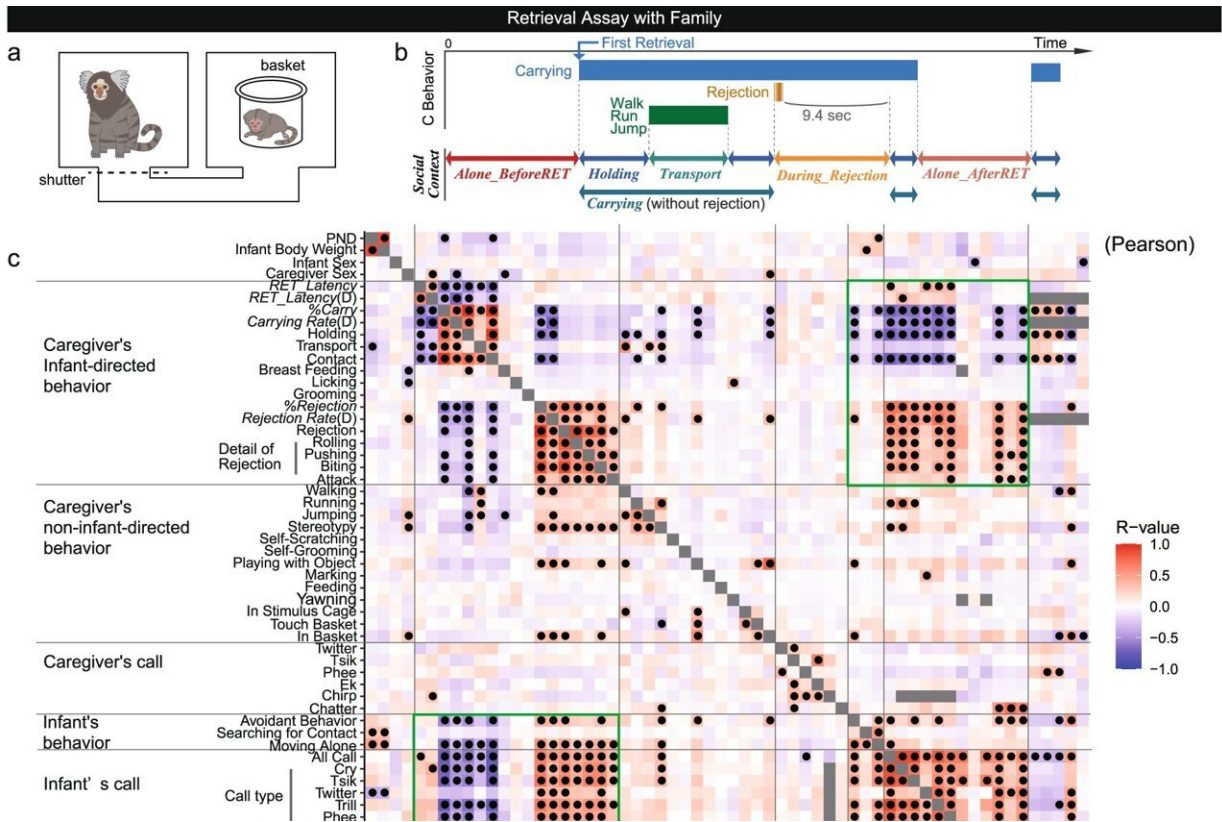 Retrieval Assay with Family
a
basket
shutter
b
C Behavior
0
First Retrieval
Time
Carrying
Rejection
Walk
Run
Jump
9.4 sec
Social
Context
Alone_BeforeRET
Holding
Transport
During_Rejection
Alone_AfterRET
Carrying (without rejection)
c
(Pearson)
PND
Infant Body Weight
Infant Sex
Caregiver Sex
Caregiver's
Infant-directed
behavior
RET_Latency
RET_Latency(D)
%Carry
Carrying Rate(D)
Holding
Transport
Contact
Breast Feeding
Licking
Grooming
%Rejection
Rejection Rate(D)
Rejection
Detail of
Rejection
Rolling
Pushing
Biting
Attack
Caregiver's
non-infant-directed
behavior
Walking
Running
Jumping
Stereotypy
Self-Scratching
Self-Grooming
Playing with Object
Marking
Feeding
Yawning
In Stimulus Cage
Touch Basket
In Basket
Caregiver's call
Twitter
Tsik
Phee
Ek
Chirp
Chatter
Infant's
behavior
Avoidant Behavior
Searching for Contact
Moving Alone
Infant’ s call
All Call
Call type
Cry
Tsik
Twitter
Trill
Phee
R−value
1.0
0.5
0.0
−0.5
−1.0